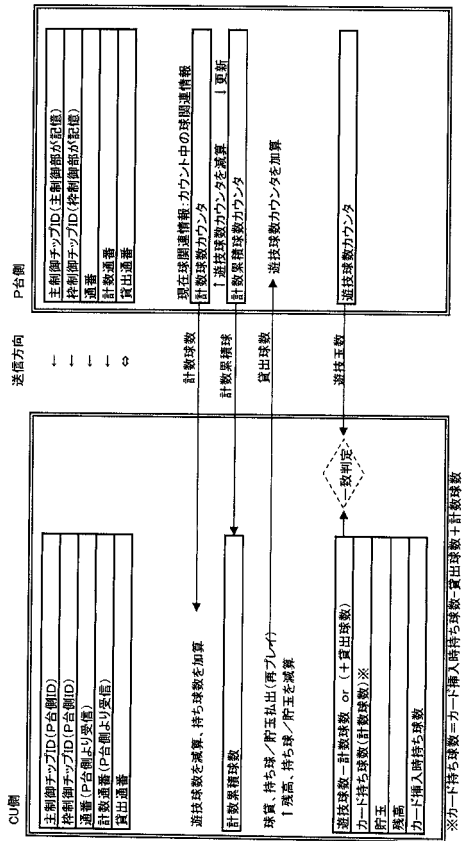 CU側
主制御チップID(P台側ID)
枠制御チップID(P台側ID)
通番(P台側より受信)
計数通番(P台側より受信)
貸出通番
遊技球数を減算、持ち球数を加算
計数累積球数
球貸、持ち球/貯玉払出(再プレイ)
↑残高、持ち球/貯玉を減算
遊技球数-計数球数 or (+貸出球数)
カード持ち球数(計数球数)※
貯玉
残高
カード挿入時持ち球数
※カード持ち球数=カード挿入時持ち球数-貸出球数+計数球数
送信方向
←
←
←
←
⇔
計数球数
計数累積球
貸出球数
遊技玉数
一致判定
P台側
主制御チップID(主制御部が記憶)
枠制御チップID(枠制御部が記憶)
通番
計数通番
貸出通番
現在球関連情報:カウント中の球関連情報
計数球数カウンタ
↑遊技球数カウンタを減算 ↓更新
計数累積球数カウンタ
遊技球数カウンタを加算
遊技球数カウンタ